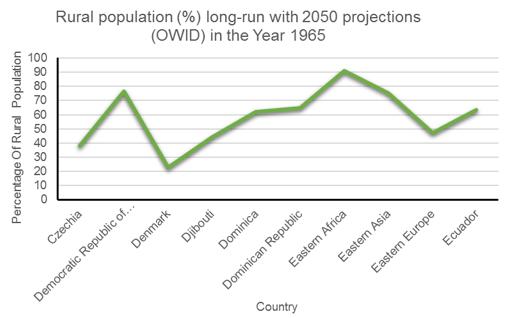 Rural population (%) long-run with 2050 projections
(OWID) in the Year 1965
Percentage Of Rural Population
100
90
80
70
60
50
40
30
20
10
0
Czechia
Democratic Republic of…
Denmark
Djibouti
Dominica
Dominican Republic
Eastern Africa
Eastern Asia
Eastern Europe
Ecuador
Country